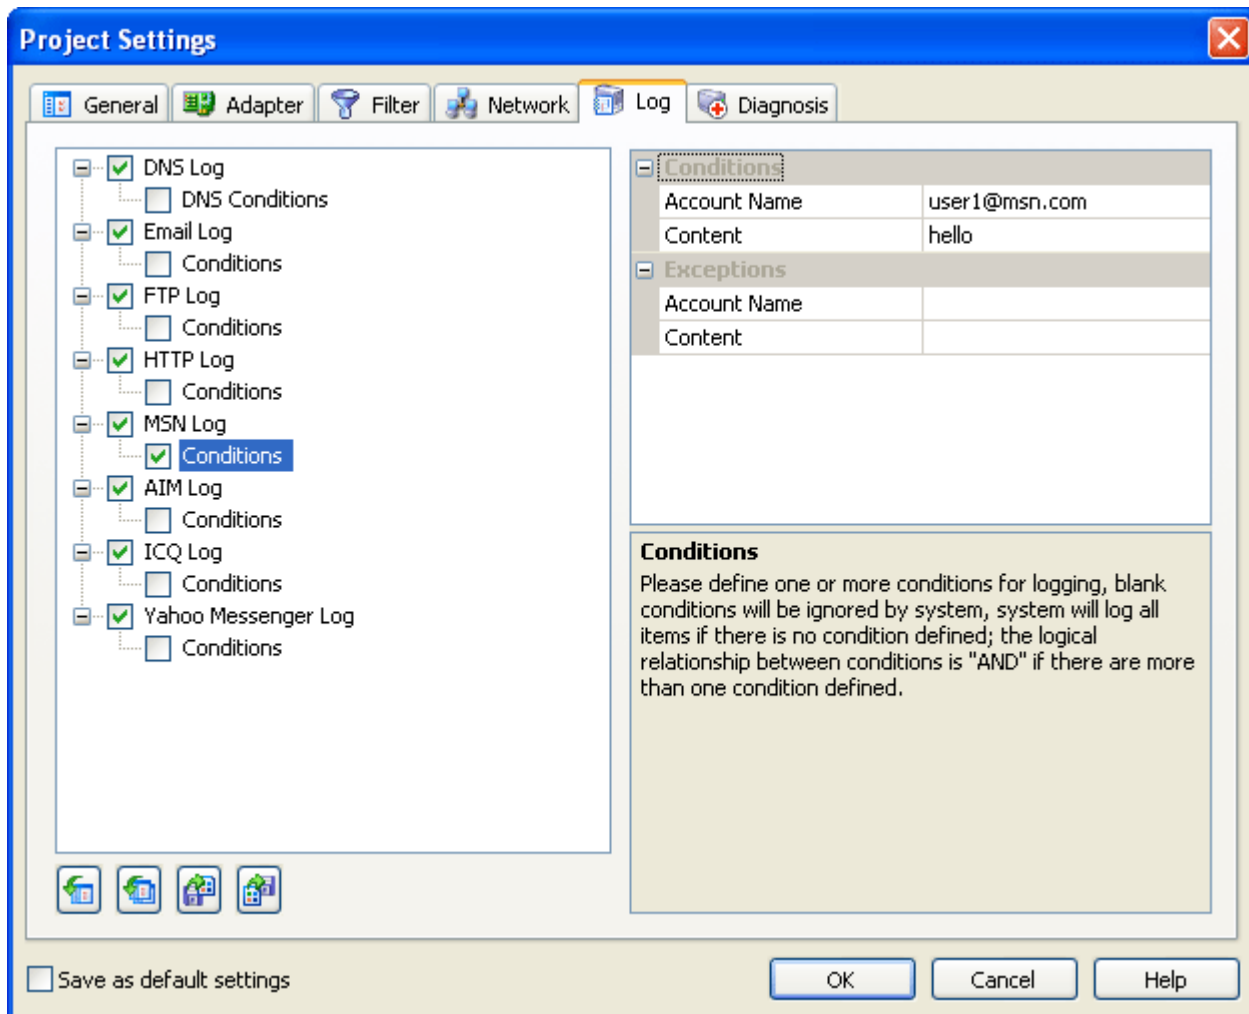 Project Settings
General Adapter Filter Network Log Diagnosis
DNS Log
DNS Conditions
Email Log
Conditions
FTP Log
Conditions
HTTP Log
Conditions
MSN Log
Conditions
AIM Log
Conditions
ICQ Log
Conditions
Yahoo Messenger Log
Conditions
Conditions
Account Name user1@msn.com
Content hello
Exceptions
Account Name
Content
Conditions
Please define one or more conditions for logging, blank
conditions will be ignored by system, system will log all
items if there is no condition defined; the logical
relationship between conditions is "AND" if there are more
than one condition defined.
Save as default settings
OK Cancel Help